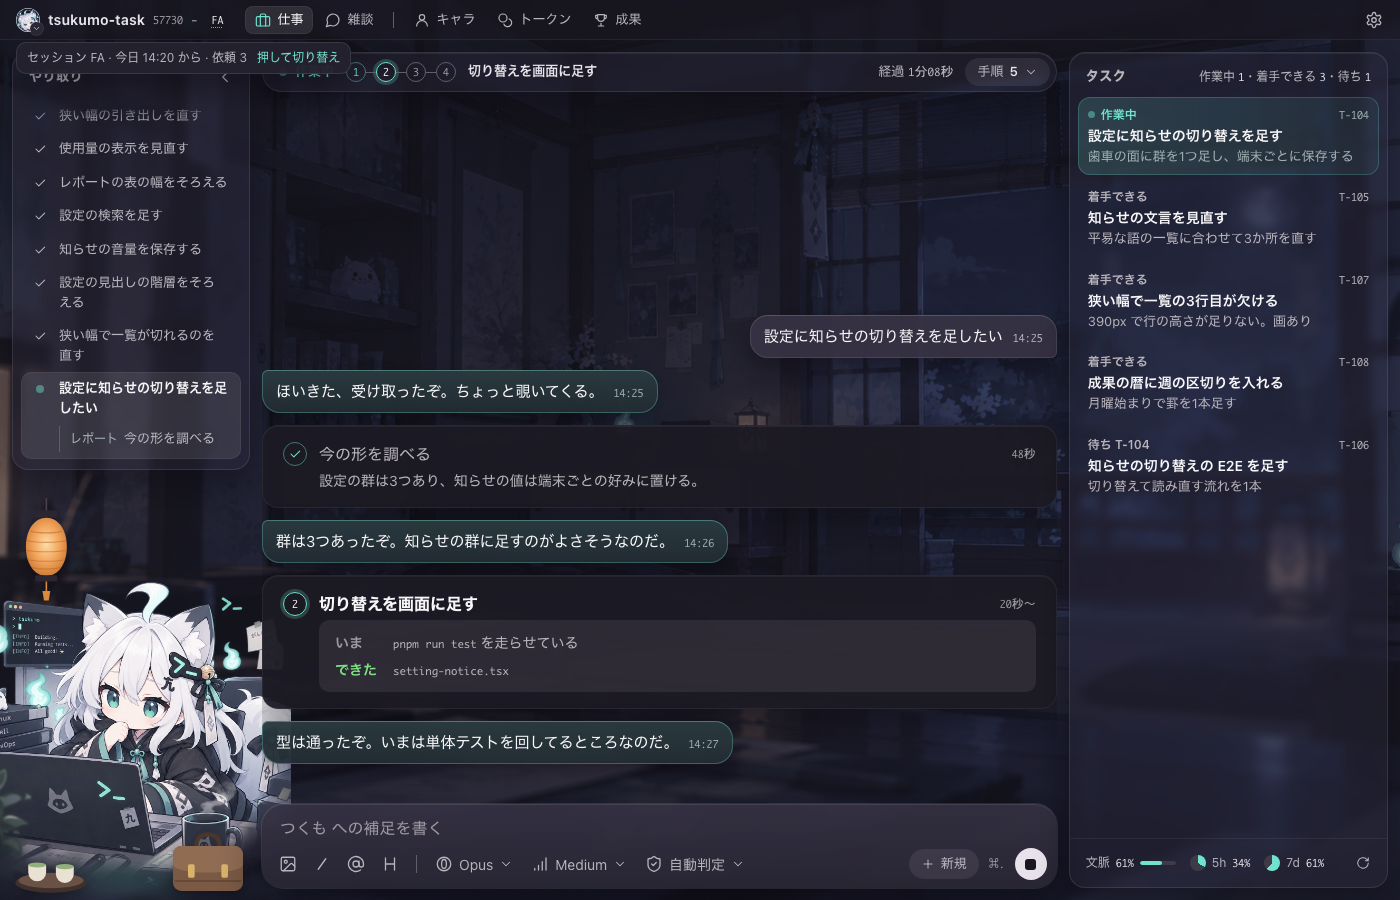 tsukumo-task 57730 – FA 仕事 雑談 キャラ トークン 成果
セッション FA · 今日 14:20 から · 依頼 3 押して切り替え
やり取り
狭い幅の引き出しを直す
使用量の表示を見直す
レポートの表の幅をそろえる
設定の検索を足す
知らせの音量を保存する
設定の見出しの階層をそろ
える
狭い幅で一覧が切れるのを
直す
設定に知らせの切り替えを足
したい
レポート 今の形を調べる
作業中 1 2 3 4 切り替えを画面に足す 経過 1分08秒 手順 5
設定に知らせの切り替えを足したい 14:25
ほいきた、受け取ったぞ。ちょっと覗いてくる。 14:25
今の形を調べる 48秒
設定の群は3つあり、知らせの値は端末ごとの好みに置ける。
群は3つあったぞ。知らせの群に足すのがよさそうなのだ。 14:26
2 切り替えを画面に足す 20秒〜
いま pnpm run test を走らせている
できた setting-notice.tsx
型は通ったぞ。いまは単体テストを回してるところなのだ。 14:27
つくも への補足を書く
Opus Medium 自動判定 + 新規 ⌘.
タスク 作業中 1 · 着手できる 3 · 待ち 1
作業中 T-104
設定に知らせの切り替えを足す
歯車の面に群を1つ足し、端末ごとに保存する
着手できる T-105
知らせの文言を見直す
平易な語の一覧に合わせて3か所を直す
着手できる T-107
狭い幅で一覧の3行目が欠ける
390px で行の高さが足りない。画あり
着手できる T-108
成果の暦に週の区切りを入れる
月曜始まりで罫を1本足す
待ち T-104 T-106
知らせの切り替えの E2E を足す
切り替えて読み直す流れを1本
文脈 61% 5h 34% 7d 61%
九